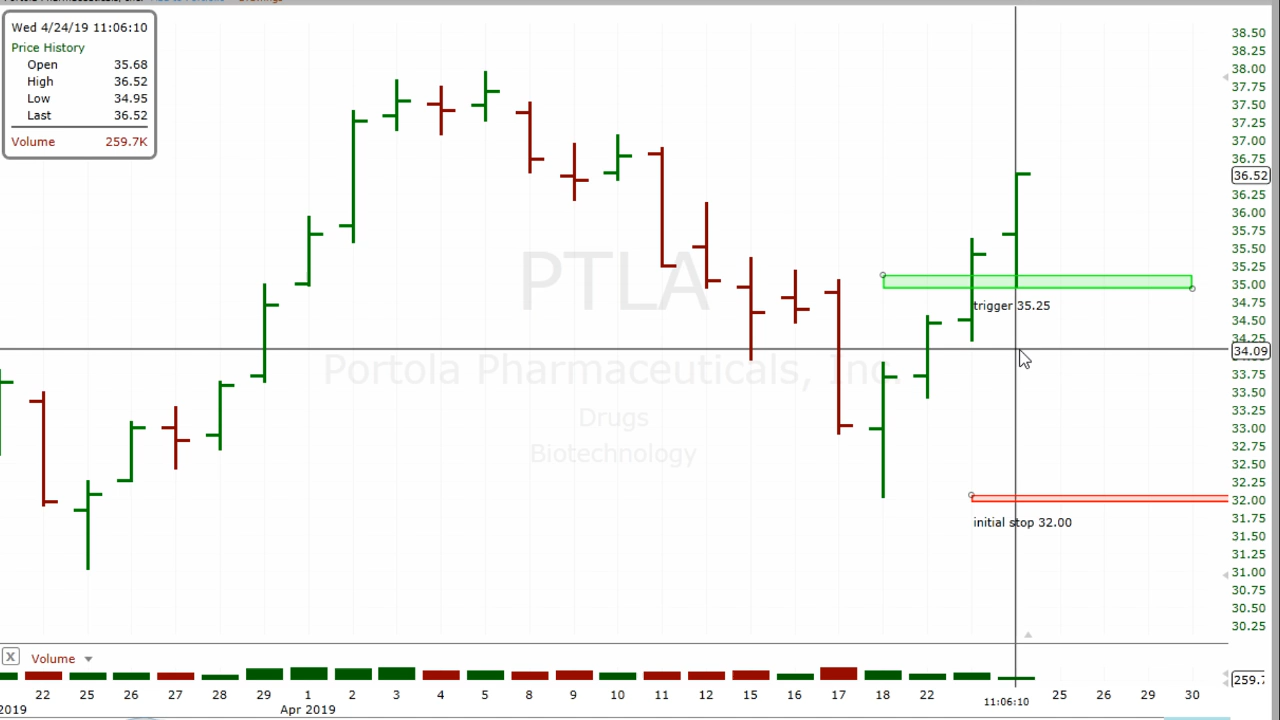 Wed 4/24/19 11:06:10
Price History
Open 35.68
High 36.52
Low 34.95
Last 36.52
Volume 259.7K
PTLA
Portola Pharmaceuticals, Inc.
Drugs
Biotechnology
trigger 35.25
initial stop 32.00
38.50
38.25
38.00
37.75
37.50
37.25
37.00
36.75
36.52
36.25
36.00
35.75
35.50
35.25
35.00
34.75
34.50
34.25
34.09
33.75
33.50
33.25
33.00
32.75
32.50
32.25
32.00
31.75
31.50
31.25
31.00
30.75
30.50
30.25
X Volume
259.7
22 25 26 27 28 29 1 2 3 4 5 8 9 10 11 12 15 16 17 18 22 11:06:10 25 26 29 30
2019 Apr 2019